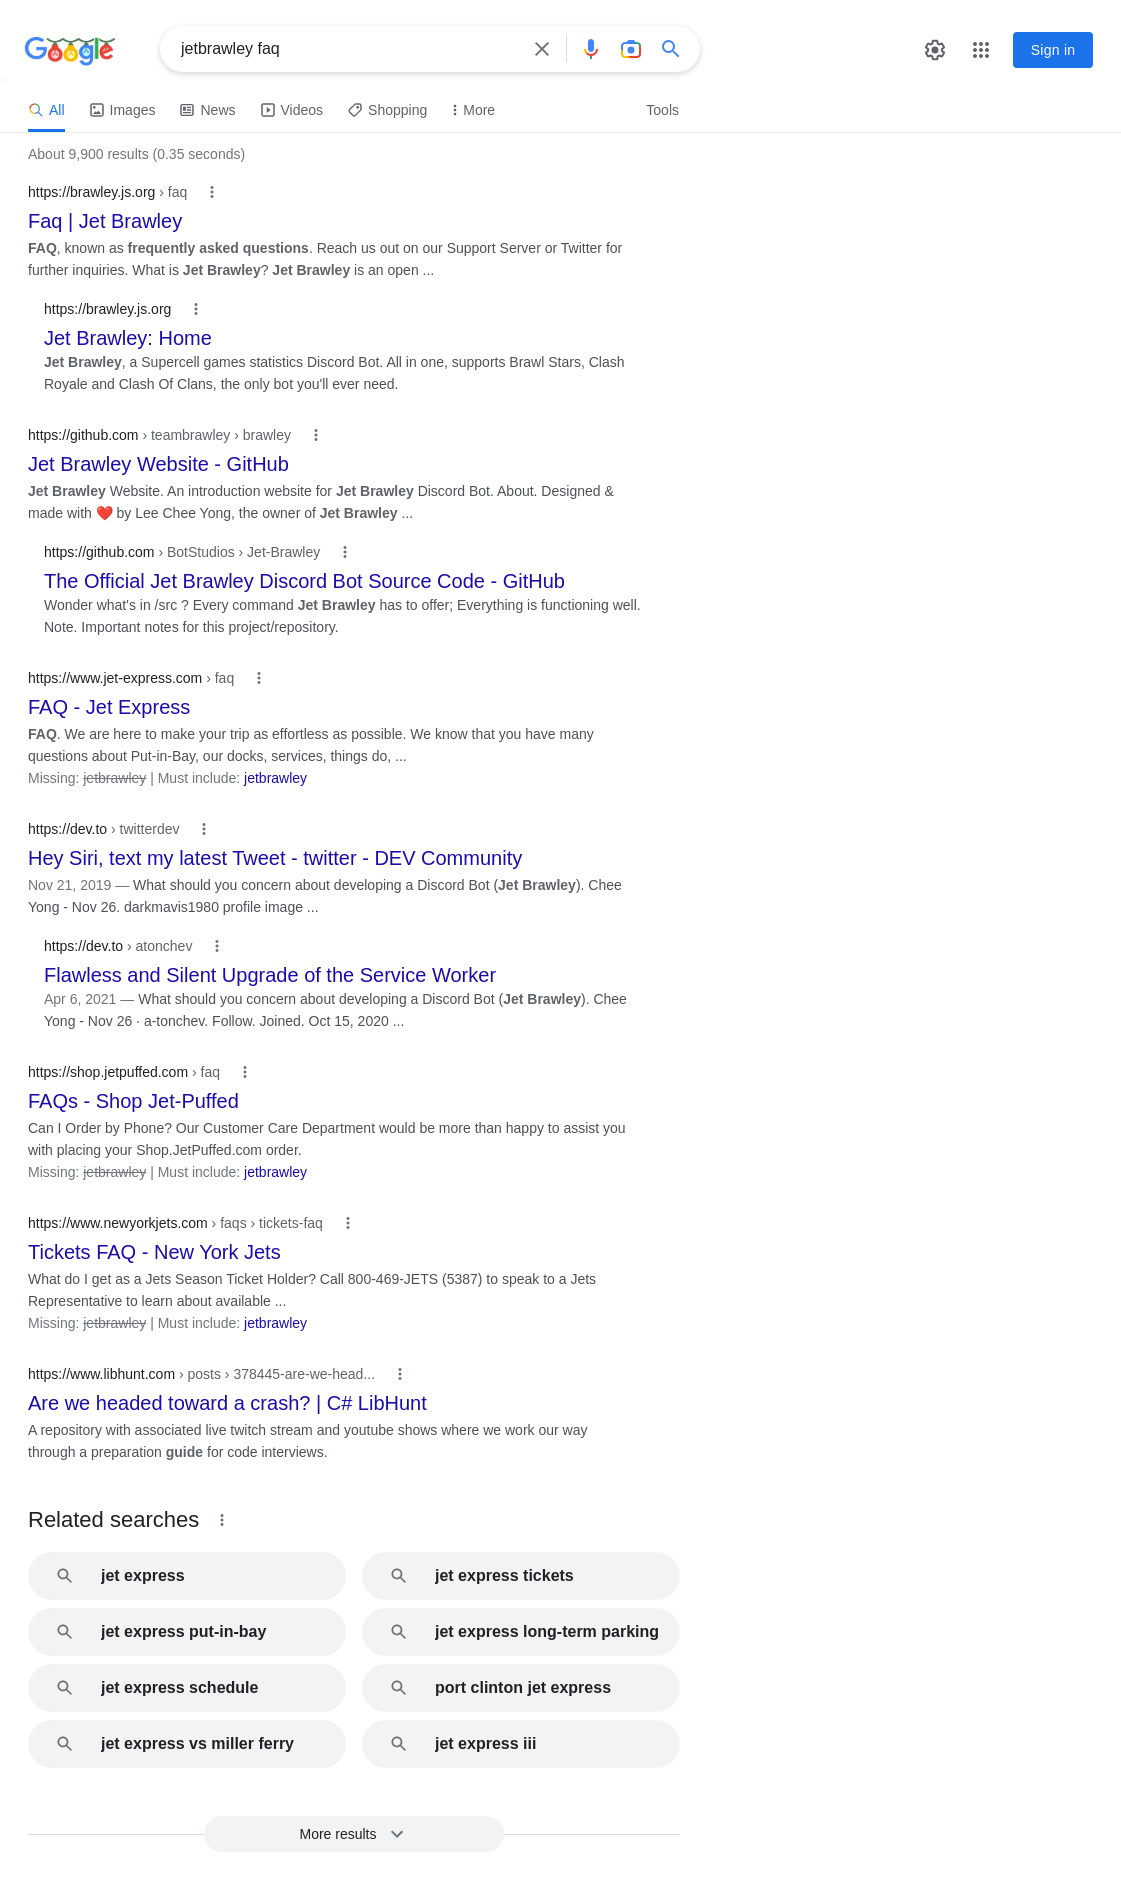 Google
jetbrawley faq
Sign in
All Images News Videos Shopping More Tools
About 9,900 results (0.35 seconds)
https://brawley.js.org › faq
Faq | Jet Brawley
FAQ, known as frequently asked questions. Reach us out on our Support Server or Twitter for
further inquiries. What is Jet Brawley? Jet Brawley is an open ...
https://brawley.js.org
Jet Brawley: Home
Jet Brawley, a Supercell games statistics Discord Bot. All in one, supports Brawl Stars, Clash
Royale and Clash Of Clans, the only bot you'll ever need.
https://github.com › teambrawley › brawley
Jet Brawley Website - GitHub
Jet Brawley Website. An introduction website for Jet Brawley Discord Bot. About. Designed &
made with ❤️ by Lee Chee Yong, the owner of Jet Brawley ...
https://github.com › BotStudios › Jet-Brawley
The Official Jet Brawley Discord Bot Source Code - GitHub
Wonder what's in /src ? Every command Jet Brawley has to offer; Everything is functioning well.
Note. Important notes for this project/repository.
https://www.jet-express.com › faq
FAQ - Jet Express
FAQ. We are here to make your trip as effortless as possible. We know that you have many
questions about Put-in-Bay, our docks, services, things do, ...
Missing: jetbrawley | Must include: jetbrawley
https://dev.to › twitterdev
Hey Siri, text my latest Tweet - twitter - DEV Community
Nov 21, 2019 — What should you concern about developing a Discord Bot (Jet Brawley). Chee
Yong - Nov 26. darkmavis1980 profile image ...
https://dev.to › atonchev
Flawless and Silent Upgrade of the Service Worker
Apr 6, 2021 — What should you concern about developing a Discord Bot (Jet Brawley). Chee
Yong - Nov 26 · a-tonchev. Follow. Joined. Oct 15, 2020 ...
https://shop.jetpuffed.com › faq
FAQs - Shop Jet-Puffed
Can I Order by Phone? Our Customer Care Department would be more than happy to assist you
with placing your Shop.JetPuffed.com order.
Missing: jetbrawley | Must include: jetbrawley
https://www.newyorkjets.com › faqs › tickets-faq
Tickets FAQ - New York Jets
What do I get as a Jets Season Ticket Holder? Call 800-469-JETS (5387) to speak to a Jets
Representative to learn about available ...
Missing: jetbrawley | Must include: jetbrawley
https://www.libhunt.com › posts › 378445-are-we-head...
Are we headed toward a crash? | C# LibHunt
A repository with associated live twitch stream and youtube shows where we work our way
through a preparation guide for code interviews.
Related searches
jet express
jet express tickets
jet express put-in-bay
jet express long-term parking
jet express schedule
port clinton jet express
jet express vs miller ferry
jet express iii
More results